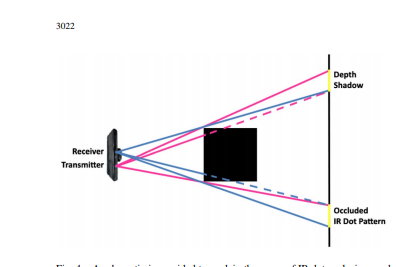 3022
Depth
Shadow
Receiver
Transmitter
Occluded
IR Dot Pattern